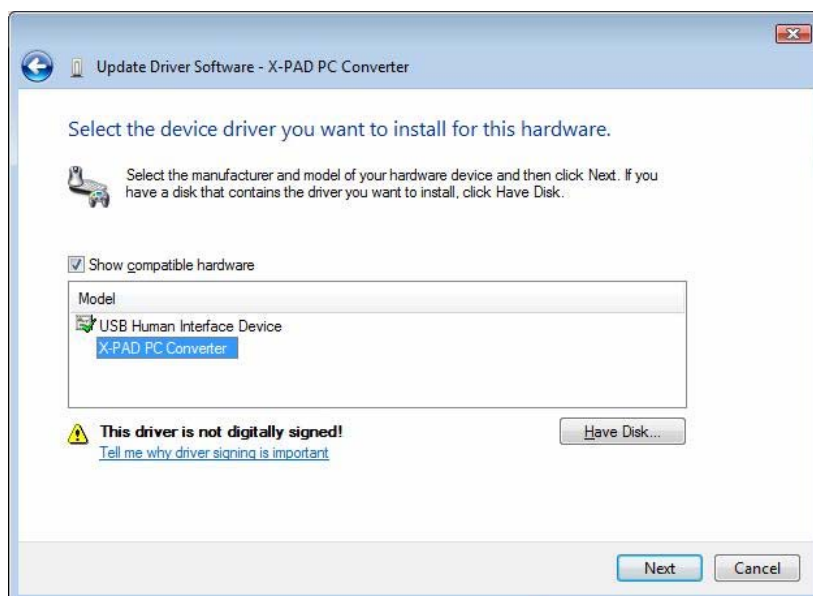 Update Driver Software - X-PAD PC Converter
Select the device driver you want to install for this hardware.
Select the manufacturer and model of your hardware device and then click Next. If you
have a disk that contains the driver you want to install, click Have Disk.
Show compatible hardware
Model
USB Human Interface Device
X-PAD PC Converter
This driver is not digitally signed!
Have Disk...
Tell me why driver signing is important
Next
Cancel